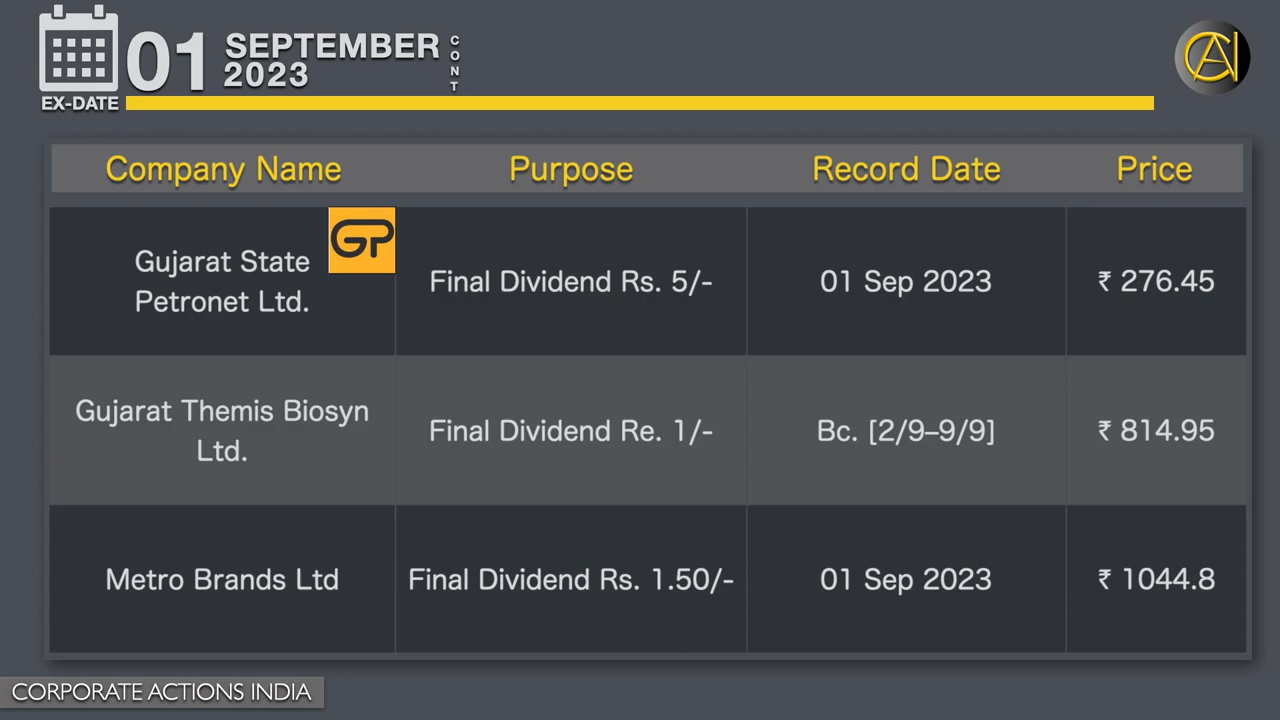 01 SEPTEMBER
2023
CONT
EX-DATE
CAI
Company Name Purpose Record Date Price
GP
Gujarat State
Petronet Ltd.
Final Dividend Rs. 5/- 01 Sep 2023 ₹ 276.45
Gujarat Themis Biosyn
Ltd.
Final Dividend Re. 1/- Bc. [2/9–9/9] ₹ 814.95
Metro Brands Ltd Final Dividend Rs. 1.50/- 01 Sep 2023 ₹ 1044.8
CORPORATE ACTIONS INDIA